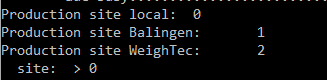 Production site local:  0
Production site Balingen:        1
Production site WeighTec:        2
  site:  > 0